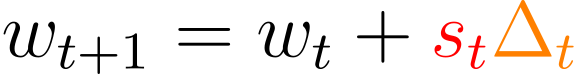 w_{t+1} = w_t + s_t Δ_t